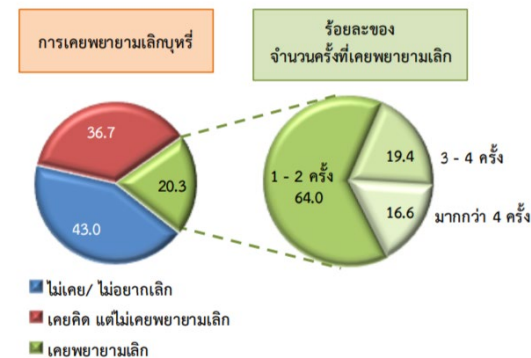 การเคยพยายามเลิกบุหรี่
ร้อยละของ
จำนวนครั้งที่เคยพยายามเลิก
36.7
20.3
43.0
1 - 2 ครั้ง
64.0
19.4
3 - 4 ครั้ง
16.6
มากกว่า 4 ครั้ง
ไม่เคย/ ไม่อยากเลิก
เคยคิด แต่ไม่เคยพยายามเลิก
เคยพยายามเลิก